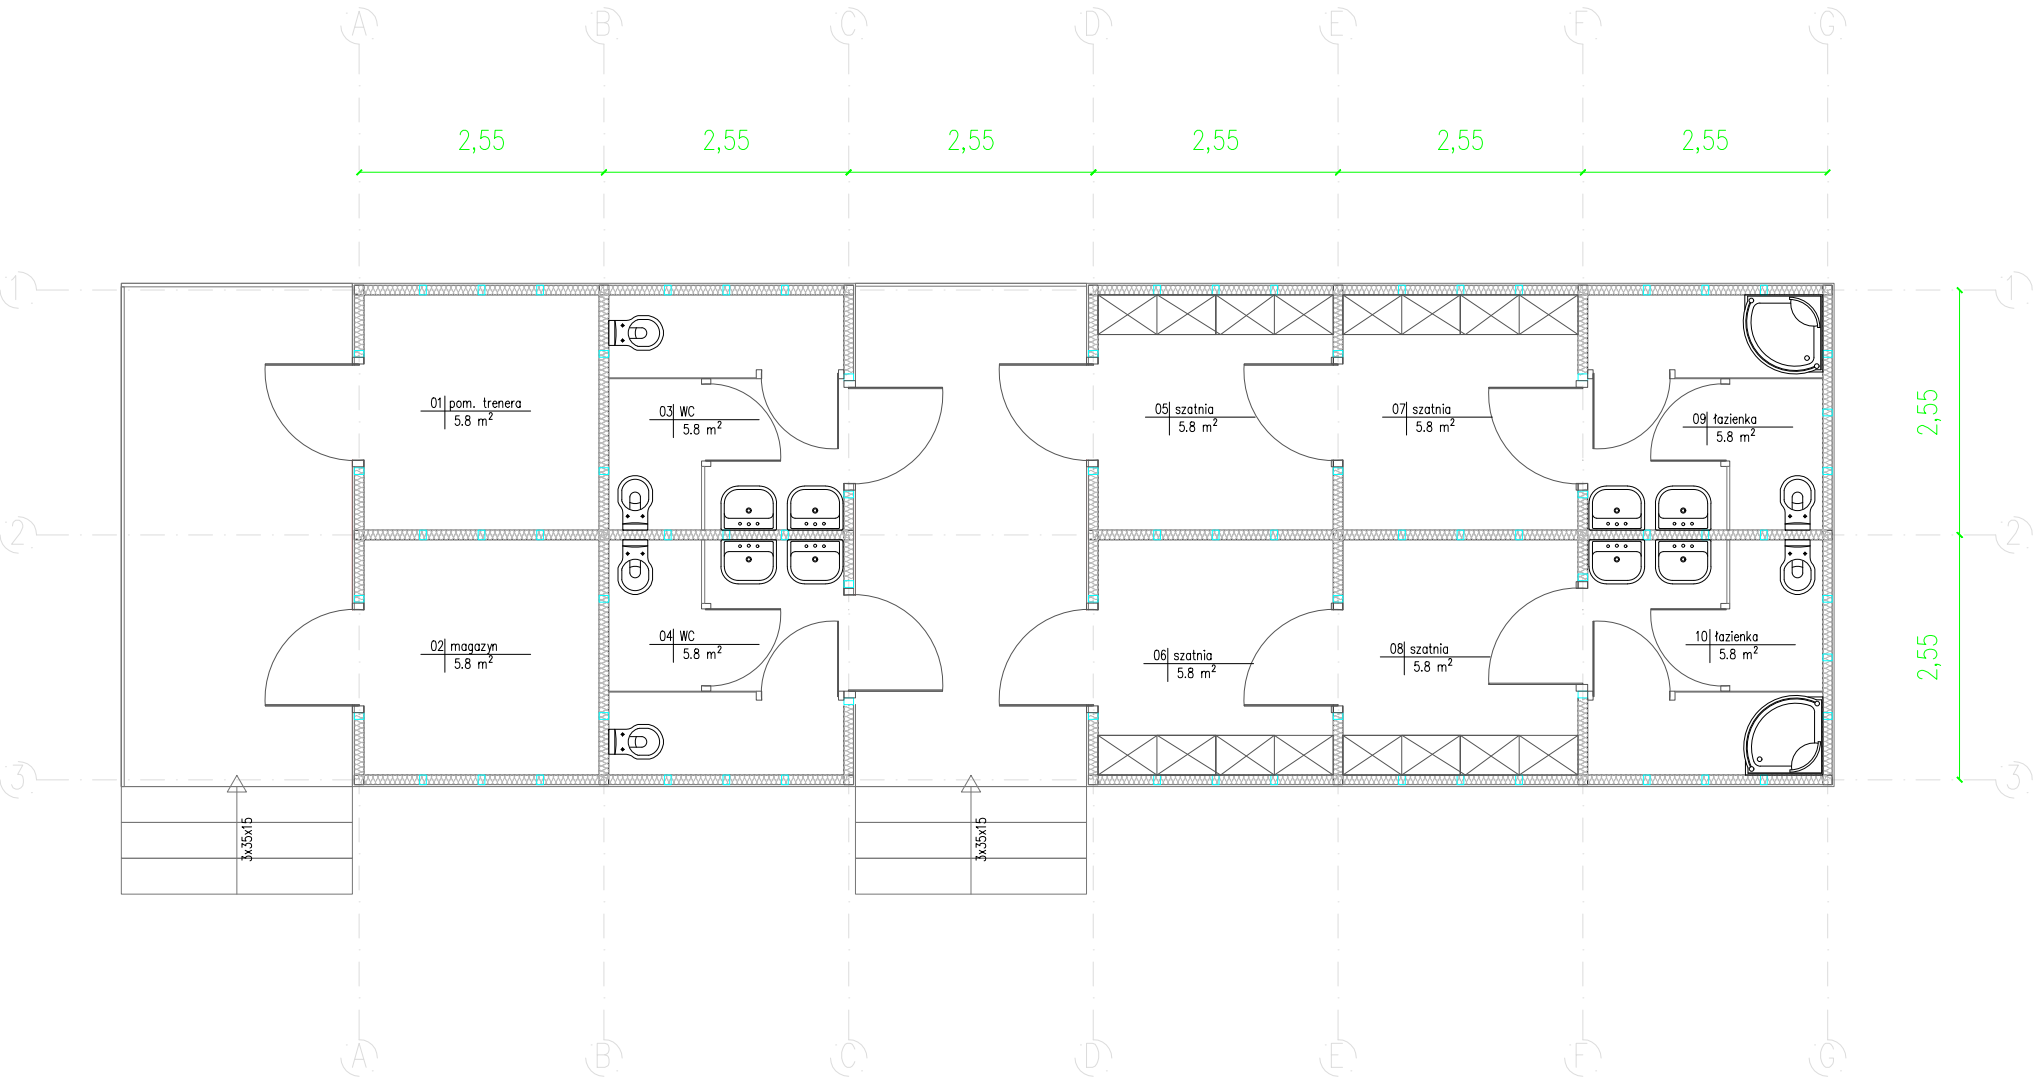 A B C D E F G
2,55 2,55 2,55 2,55 2,55 2,55
1 1
01 pom. trenera
5.8 m²
03 WC
5.8 m²
05 szatnia
5.8 m²
07 szatnia
5.8 m²
09 łazienka
5.8 m²
2,55
2 2
02 magazyn
5.8 m²
04 WC
5.8 m²
06 szatnia
5.8 m²
08 szatnia
5.8 m²
10 łazienka
5.8 m²
2,55
3 3
3x35x15
3x35x15
A B C D E F G